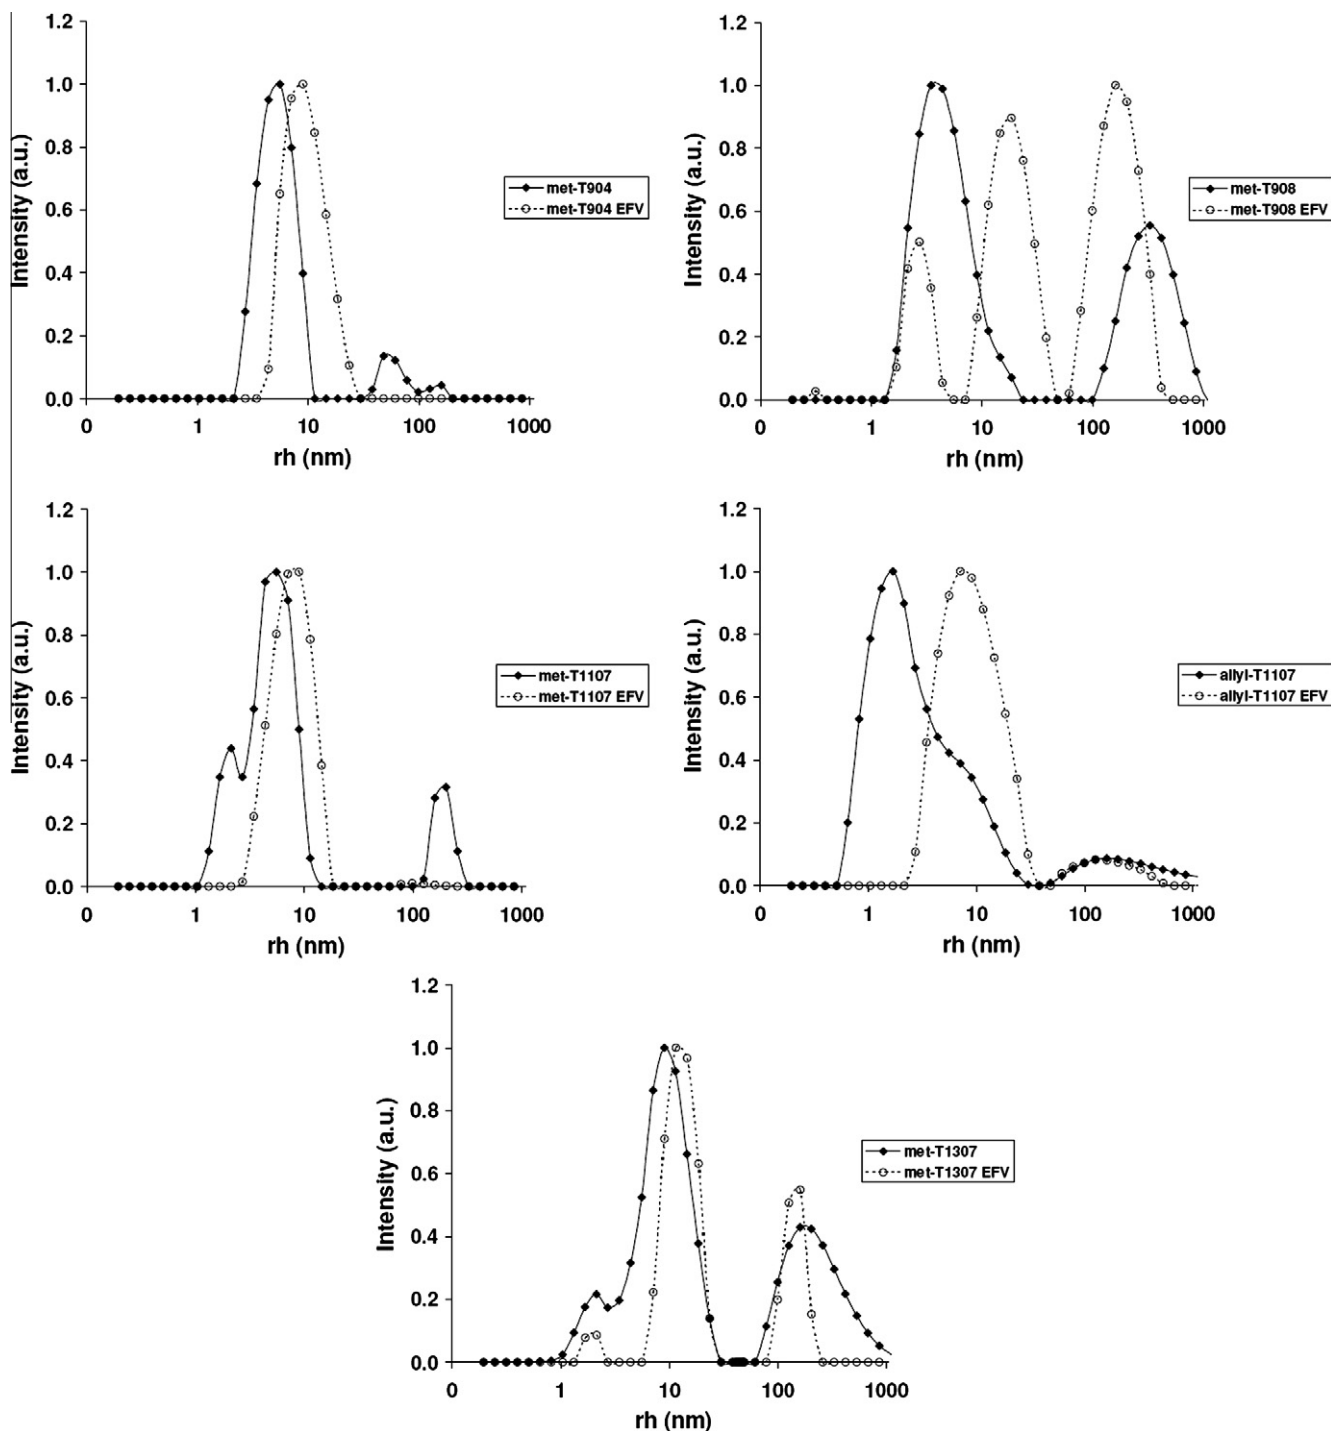 1.2
1.0
0.8
0.6
0.4
0.2
0.0
Intensity (a.u.)
0 1 10 100 1000
rh (nm)
met-T904
met-T904 EFV
1.2
1.0
0.8
0.6
0.4
0.2
0.0
Intensity (a.u.)
0 1 10 100 1000
rh (nm)
met-T908
met-T908 EFV
1.2
1.0
0.8
0.6
0.4
0.2
0.0
Intensity (a.u.)
0 1 10 100 1000
rh (nm)
met-T1107
met-T1107 EFV
1.2
1.0
0.8
0.6
0.4
0.2
0.0
Intensity (a.u.)
0 1 10 100 1000
rh (nm)
allyl-T1107
allyl-T1107 EFV
1.2
1.0
0.8
0.6
0.4
0.2
0.0
Intensity (a.u.)
0 1 10 100 1000
rh (nm)
met-T1307
met-T1307 EFV